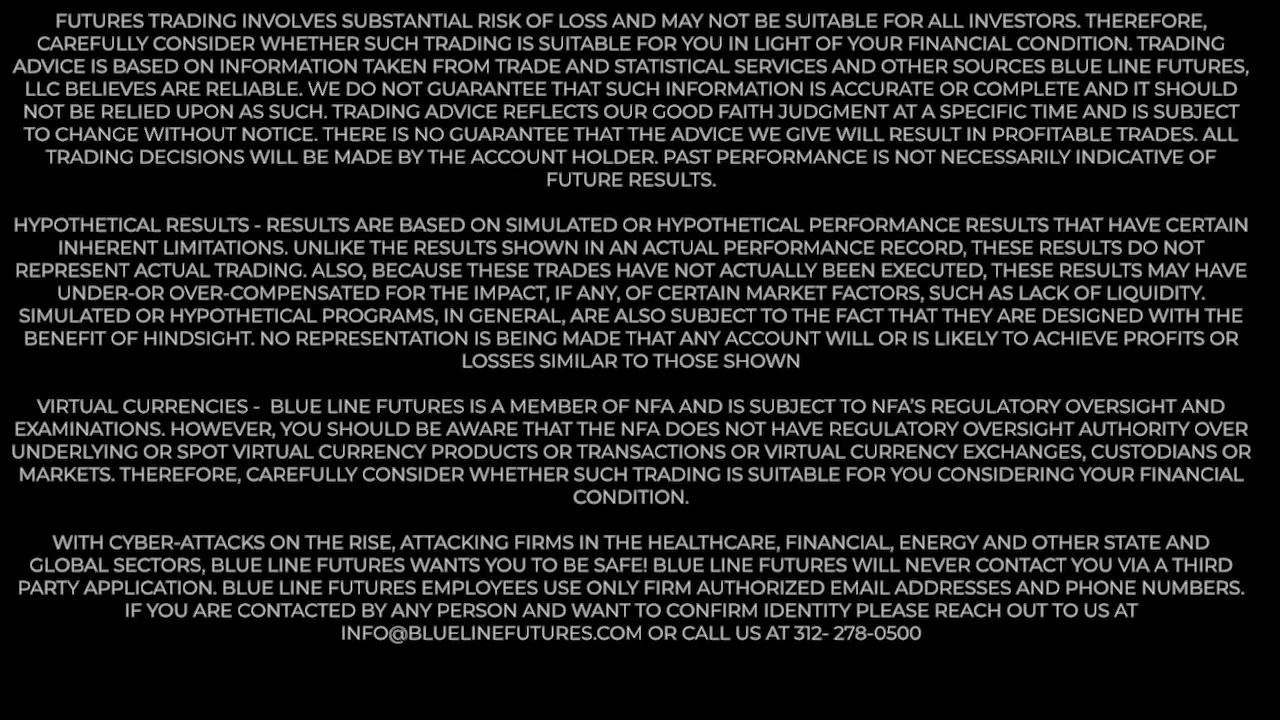 FUTURES TRADING INVOLVES SUBSTANTIAL RISK OF LOSS AND MAY NOT BE SUITABLE FOR ALL INVESTORS. THEREFORE,
CAREFULLY CONSIDER WHETHER SUCH TRADING IS SUITABLE FOR YOU IN LIGHT OF YOUR FINANCIAL CONDITION. TRADING
ADVICE IS BASED ON INFORMATION TAKEN FROM TRADE AND STATISTICAL SERVICES AND OTHER SOURCES BLUE LINE FUTURES,
LLC BELIEVES ARE RELIABLE. WE DO NOT GUARANTEE THAT SUCH INFORMATION IS ACCURATE OR COMPLETE AND IT SHOULD
NOT BE RELIED UPON AS SUCH. TRADING ADVICE REFLECTS OUR GOOD FAITH JUDGMENT AT A SPECIFIC TIME AND IS SUBJECT
TO CHANGE WITHOUT NOTICE. THERE IS NO GUARANTEE THAT THE ADVICE WE GIVE WILL RESULT IN PROFITABLE TRADES. ALL
TRADING DECISIONS WILL BE MADE BY THE ACCOUNT HOLDER. PAST PERFORMANCE IS NOT NECESSARILY INDICATIVE OF
FUTURE RESULTS.
HYPOTHETICAL RESULTS - RESULTS ARE BASED ON SIMULATED OR HYPOTHETICAL PERFORMANCE RESULTS THAT HAVE CERTAIN
INHERENT LIMITATIONS. UNLIKE THE RESULTS SHOWN IN AN ACTUAL PERFORMANCE RECORD, THESE RESULTS DO NOT
REPRESENT ACTUAL TRADING. ALSO, BECAUSE THESE TRADES HAVE NOT ACTUALLY BEEN EXECUTED, THESE RESULTS MAY HAVE
UNDER-OR OVER-COMPENSATED FOR THE IMPACT, IF ANY, OF CERTAIN MARKET FACTORS, SUCH AS LACK OF LIQUIDITY.
SIMULATED OR HYPOTHETICAL PROGRAMS, IN GENERAL, ARE ALSO SUBJECT TO THE FACT THAT THEY ARE DESIGNED WITH THE
BENEFIT OF HINDSIGHT. NO REPRESENTATION IS BEING MADE THAT ANY ACCOUNT WILL OR IS LIKELY TO ACHIEVE PROFITS OR
LOSSES SIMILAR TO THOSE SHOWN
VIRTUAL CURRENCIES -  BLUE LINE FUTURES IS A MEMBER OF NFA AND IS SUBJECT TO NFA’S REGULATORY OVERSIGHT AND
EXAMINATIONS. HOWEVER, YOU SHOULD BE AWARE THAT THE NFA DOES NOT HAVE REGULATORY OVERSIGHT AUTHORITY OVER
UNDERLYING OR SPOT VIRTUAL CURRENCY PRODUCTS OR TRANSACTIONS OR VIRTUAL CURRENCY EXCHANGES, CUSTODIANS OR
MARKETS. THEREFORE, CAREFULLY CONSIDER WHETHER SUCH TRADING IS SUITABLE FOR YOU CONSIDERING YOUR FINANCIAL
CONDITION.
WITH CYBER-ATTACKS ON THE RISE, ATTACKING FIRMS IN THE HEALTHCARE, FINANCIAL, ENERGY AND OTHER STATE AND
GLOBAL SECTORS, BLUE LINE FUTURES WANTS YOU TO BE SAFE! BLUE LINE FUTURES WILL NEVER CONTACT YOU VIA A THIRD
PARTY APPLICATION. BLUE LINE FUTURES EMPLOYEES USE ONLY FIRM AUTHORIZED EMAIL ADDRESSES AND PHONE NUMBERS.
IF YOU ARE CONTACTED BY ANY PERSON AND WANT TO CONFIRM IDENTITY PLEASE REACH OUT TO US AT
INFO@BLUELINEFUTURES.COM OR CALL US AT 312- 278-0500